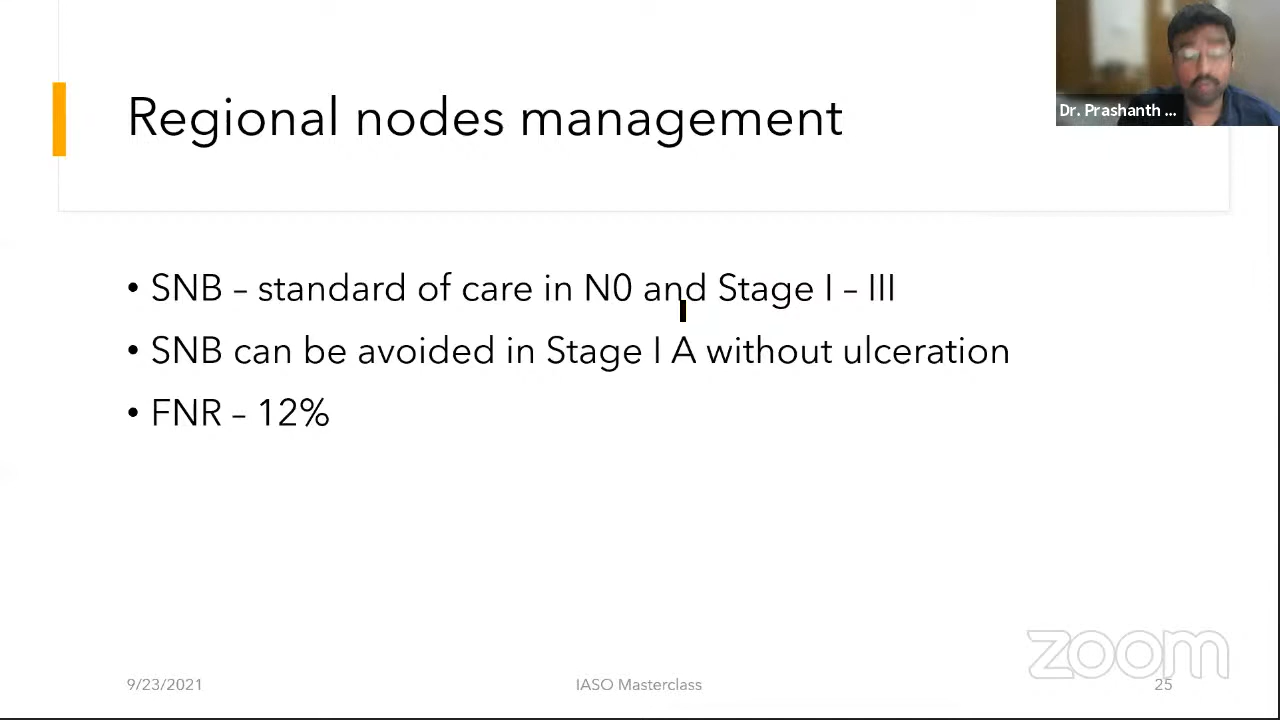 Dr. Prashanth ...
Regional nodes management
• SNB – standard of care in N0 and Stage I – III
• SNB can be avoided in Stage I A without ulceration
• FNR – 12%
zoom
9/23/2021
IASO Masterclass
25